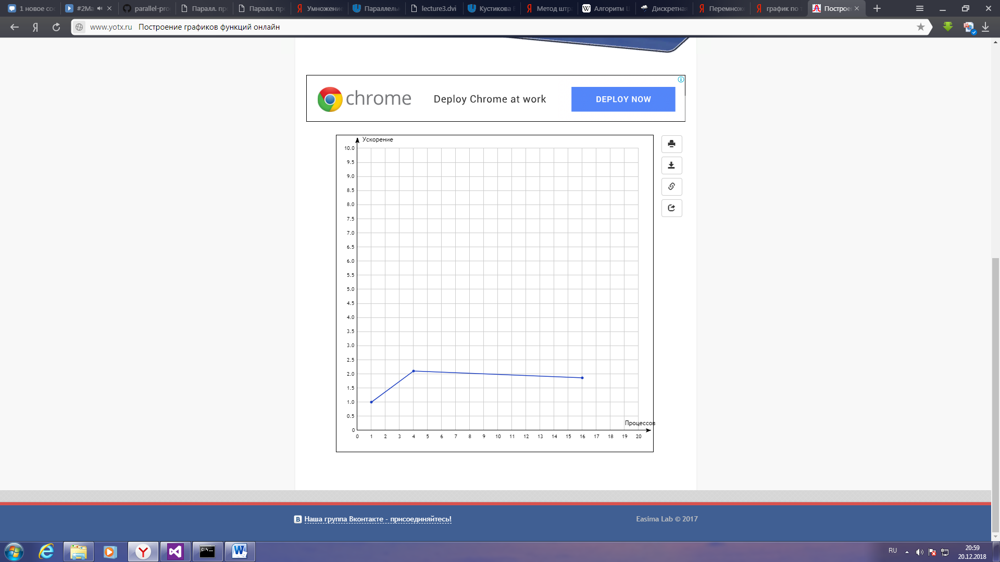 1 новое соо
#2Ма
parallel-pro
Паралл. пр
Паралл. пр
Умножение
Параллель
lecture3.dvi
Кустикова
Метод штра
Алгоритм
Дискретная
Перемнож
график по
Построе
www.yotx.ru Построение графиков функций онлайн
chrome
Deploy Chrome at work
DEPLOY NOW
Ускорение
10.0
9.5
9.0
8.5
8.0
7.5
7.0
6.5
6.0
5.5
5.0
4.5
4.0
3.5
3.0
2.5
2.0
1.5
1.0
0.5
0
Процессов
0 1 2 3 4 5 6 7 8 9 10 11 12 13 14 15 16 17 18 19 20
Наша группа Вконтакте - присоединяйтесь!
Easima Lab © 2017
RU
20:59
20.12.2018